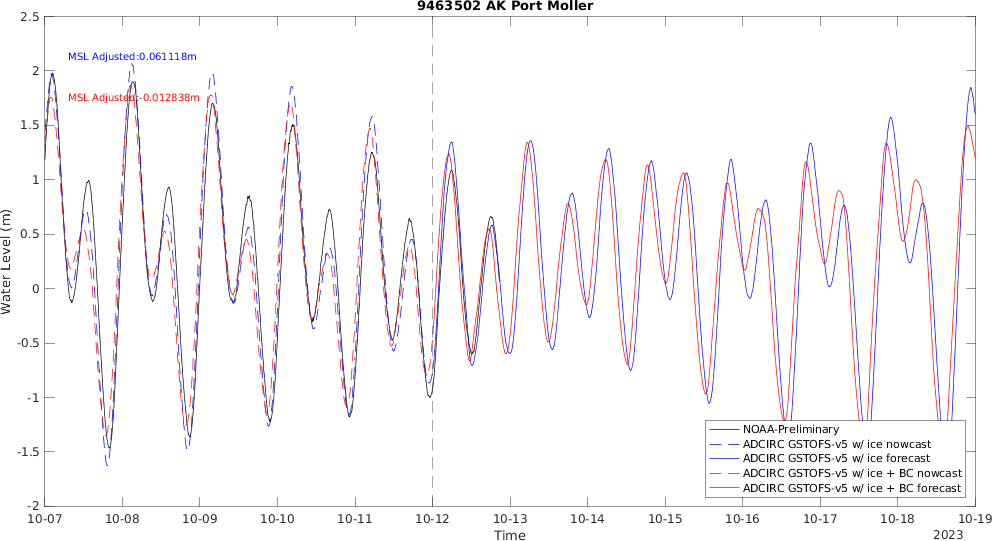 9463502 AK Port Moller
MSL Adjusted:0.061118m
MSL Adjusted:-0.012838m
Water Level (m)
2.5
2
1.5
1
0.5
0
-0.5
-1
-1.5
-2
NOAA-Preliminary
ADCIRC GSTOFS-v5 w/ ice nowcast
ADCIRC GSTOFS-v5 w/ ice forecast
ADCIRC GSTOFS-v5 w/ ice + BC nowcast
ADCIRC GSTOFS-v5 w/ ice + BC forecast
10-07 10-08 10-09 10-10 10-11 10-12 10-13 10-14 10-15 10-16 10-17 10-18 10-19
Time
2023